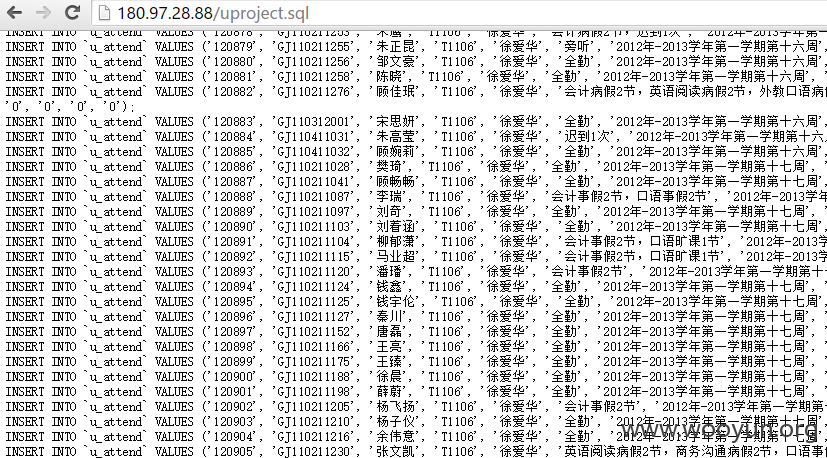 180.97.28.88/uproject.sql
INSERT INTO `u_attend` VALUES ('120878', 'GJ110211253', '朱 ', 'T1106', '徐爱华', '会计病假2节，迟到1次', '2012年-2013学年第一学期第十六
INSERT INTO `u_attend` VALUES ('120879', 'GJ110211255', '朱正昆', 'T1106', '徐爱华', '旁听', '2012年-2013学年第一学期第十六周',
INSERT INTO `u_attend` VALUES ('120880', 'GJ110211256', '邹文豪', 'T1106', '徐爱华', '全勤', '2012年-2013学年第一学期第十六周',
INSERT INTO `u_attend` VALUES ('120881', 'GJ110211258', '陈晓', 'T1106', '徐爱华', '全勤', '2012年-2013学年第一学期第十六周',
INSERT INTO `u_attend` VALUES ('120882', 'GJ110211276', '顾佳珉', 'T1106', '徐爱华', '会计病假2节，英语阅读病假2节，外教口语病
'0', '0', '0', '0');
INSERT INTO `u_attend` VALUES ('120883', 'GJ110312001', '宋思妍', 'T1106', '徐爱华', '全勤', '2012年-2013学年第一学期第十六周',
INSERT INTO `u_attend` VALUES ('120884', 'GJ110411031', '朱高莹', 'T1106', '徐爱华', '迟到1次', '2012年-2013学年第一学期第十六
INSERT INTO `u_attend` VALUES ('120885', 'GJ110411032', '顾婉莉', 'T1106', '徐爱华', '全勤', '2012年-2013学年第一学期第十六周',
INSERT INTO `u_attend` VALUES ('120886', 'GJ110211028', '樊琦', 'T1106', '徐爱华', '全勤', '2012年-2013学年第一学期第十七周',
INSERT INTO `u_attend` VALUES ('120887', 'GJ110211041', '顾畅畅', 'T1106', '徐爱华', '全勤', '2012年-2013学年第一学期第十七周',
INSERT INTO `u_attend` VALUES ('120888', 'GJ110211087', '李瑞', 'T1106', '徐爱华', '会计事假2节，口语事假2节', '2012年-2013学年
INSERT INTO `u_attend` VALUES ('120889', 'GJ110211097', '刘奇', 'T1106', '徐爱华', '全勤', '2012年-2013学年第一学期第十七周',
INSERT INTO `u_attend` VALUES ('120890', 'GJ110211103', '刘着涵', 'T1106', '徐爱华', '全勤', '2012年-2013学年第一学期第十七周',
INSERT INTO `u_attend` VALUES ('120891', 'GJ110211104', '柳郁潇', 'T1106', '徐爱华', '会计事假2节，口语旷课1节', '2012年-2013学
INSERT INTO `u_attend` VALUES ('120892', 'GJ110211115', '马业超', 'T1106', '徐爱华', '会计事假2节，口语旷课1节', '2012年-2013学
INSERT INTO `u_attend` VALUES ('120893', 'GJ110211120', '潘璠', 'T1106', '徐爱华', '会计事假2节', '2012年-2013学年第一学期第十
INSERT INTO `u_attend` VALUES ('120894', 'GJ110211124', '钱鑫', 'T1106', '徐爱华', '全勤', '2012年-2013学年第一学期第十七周',
INSERT INTO `u_attend` VALUES ('120895', 'GJ110211125', '钱宇伦', 'T1106', '徐爱华', '全勤', '2012年-2013学年第一学期第十七周',
INSERT INTO `u_attend` VALUES ('120896', 'GJ110211127', '秦川', 'T1106', '徐爱华', '全勤', '2012年-2013学年第一学期第十七周',
INSERT INTO `u_attend` VALUES ('120897', 'GJ110211152', '唐磊', 'T1106', '徐爱华', '全勤', '2012年-2013学年第一学期第十七周',
INSERT INTO `u_attend` VALUES ('120898', 'GJ110211166', '王亮', 'T1106', '徐爱华', '全勤', '2012年-2013学年第一学期第十七周',
INSERT INTO `u_attend` VALUES ('120899', 'GJ110211175', '王臻', 'T1106', '徐爱华', '全勤', '2012年-2013学年第一学期第十七周',
INSERT INTO `u_attend` VALUES ('120900', 'GJ110211188', '徐晨', 'T1106', '徐爱华', '全勤', '2012年-2013学年第一学期第十七周',
INSERT INTO `u_attend` VALUES ('120901', 'GJ110211198', '薛蔚', 'T1106', '徐爱华', '全勤', '2012年-2013学年第一学期第十七周',
INSERT INTO `u_attend` VALUES ('120902', 'GJ110211205', '杨飞扬', 'T1106', '徐爱华', '会计事假2节', '2012年-2013学年第一学期第
INSERT INTO `u_attend` VALUES ('120903', 'GJ110211210', '杨子仪', 'T1106', '徐爱华', '全勤', '2012年-2013学年第一学期第十七周',
INSERT INTO `u_attend` VALUES ('120904', 'GJ110211216', '余伟意', 'T1106', '徐爱华', '全勤', '2012年-2013学年第一学期第十七周',
INSERT INTO `u_attend` VALUES ('120905', 'GJ110211230', '张文凯', 'T1106', '徐爱华', '英语阅读病假2节，商务沟通病假2节，口语事
www.wooyun.org